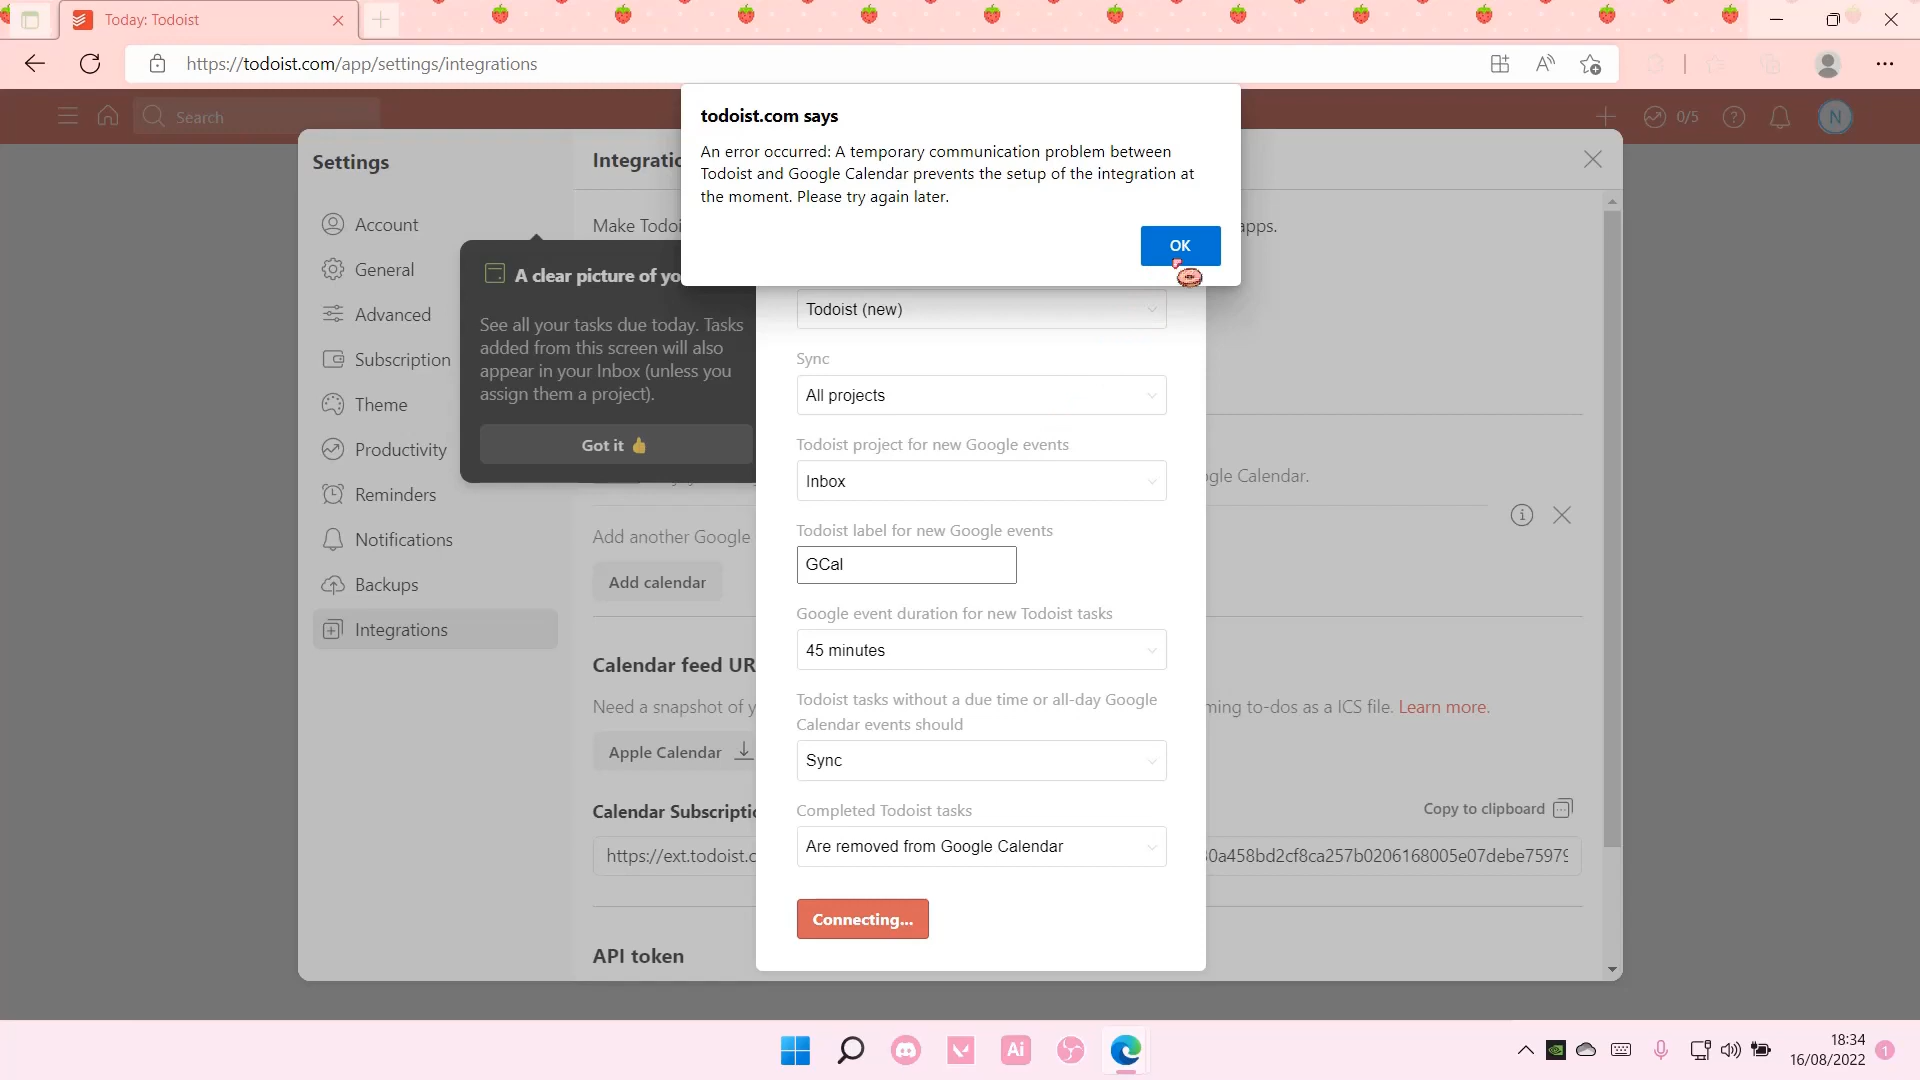 Today: Todoist
https://todoist.com/app/settings/integrations
todoist.com says
An error occurred: A temporary communication problem between
Todoist and Google Calendar prevents the setup of the integration at
the moment. Please try again later.
OK
Search
0/5
N
Settings
Account
General
Advanced
Subscription
Theme
Productivity
Reminders
Notifications
Backups
Integrations
Make
apps.
A clear picture of
See all your tasks due today. Tasks
added from this screen will also
appear in your Inbox (unless you
assign them a project).
Got it 👍
Calendar.
Add another Google
Add calendar
Calendar feed
Need a snapshot of
to-dos as a ICS file. Learn more.
Apple Calendar
Calendar
Copy to clipboard
https://ext.todoist.c
0a458bd2cf8ca257b0206168005e07debe75979
API token
Todoist (new)
Sync
All projects
Todoist project for new Google events
Inbox
Todoist label for new Google events
GCal
Google event duration for new Todoist tasks
45 minutes
Todoist tasks without a due time or all-day Google
Calendar events should
Sync
Completed Todoist tasks
Are removed from Google Calendar
Connecting...
Ai
18:34
16/08/2022
1